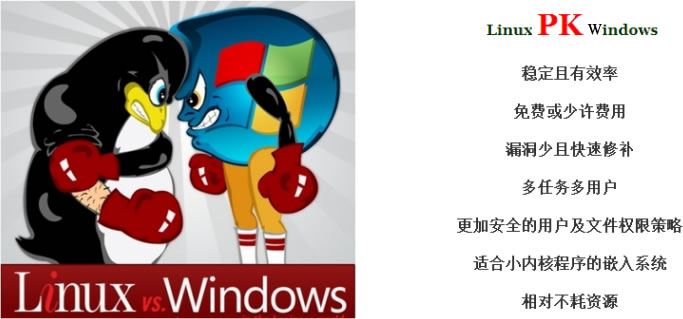 Linux vs. Windows
Linux PK Windows
稳定且有效率
免费或少许费用
漏洞少且快速修补
多任务多用户
更加安全的用户及文件权限策略
适合小内核程序的嵌入系统
相对不耗资源